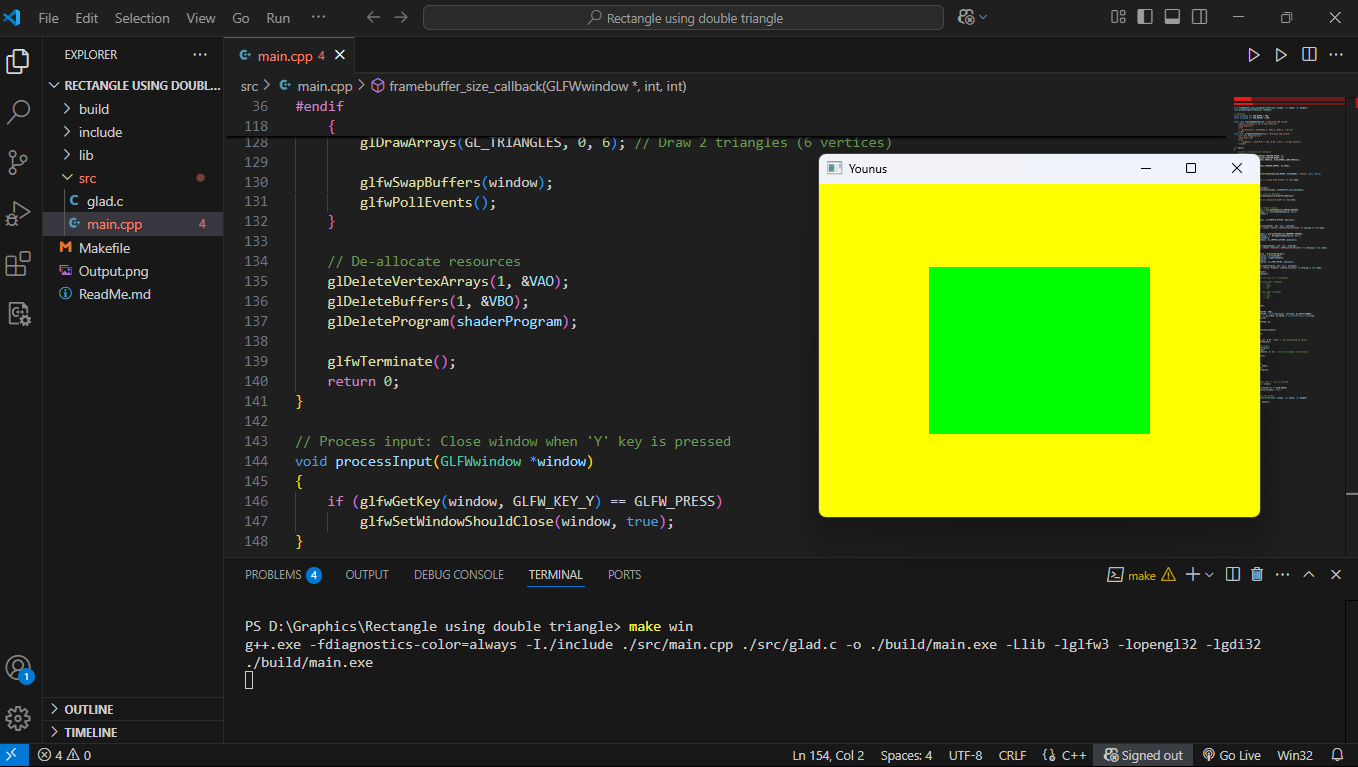 File Edit Selection View Go Run ··· Rectangle using double triangle
EXPLORER ···
RECTANGLE USING DOUBL...
build
include
lib
src
C glad.c
main.cpp 4
M Makefile
Output.png
ReadMe.md
OUTLINE
TIMELINE
main.cpp 4
src > main.cpp > framebuffer_size_callback(GLFWwindow *, int, int)
36 #endif
118 {
128 glDrawArrays(GL_TRIANGLES, 0, 6); // Draw 2 triangles (6 vertices)
129
130 glfwSwapBuffers(window);
131 glfwPollEvents();
132 }
133
134 // De-allocate resources
135 glDeleteVertexArrays(1, &VAO);
136 glDeleteBuffers(1, &VBO);
137 glDeleteProgram(shaderProgram);
138
139 glfwTerminate();
140 return 0;
141 }
142
143 // Process input: Close window when 'Y' key is pressed
144 void processInput(GLFWwindow *window)
145 {
146 if (glfwGetKey(window, GLFW_KEY_Y) == GLFW_PRESS)
147 glfwSetWindowShouldClose(window, true);
148 }
Younus
PROBLEMS 4 OUTPUT DEBUG CONSOLE TERMINAL PORTS
make
PS D:\Graphics\Rectangle using double triangle> make win
g++.exe -fdiagnostics-color=always -I./include ./src/main.cpp ./src/glad.c -o ./build/main.exe -Llib -lglfw3 -lopengl32 -lgdi32
./build/main.exe
1
4 0 Ln 154, Col 2 Spaces: 4 UTF-8 CRLF {} C++ Signed out Go Live Win32